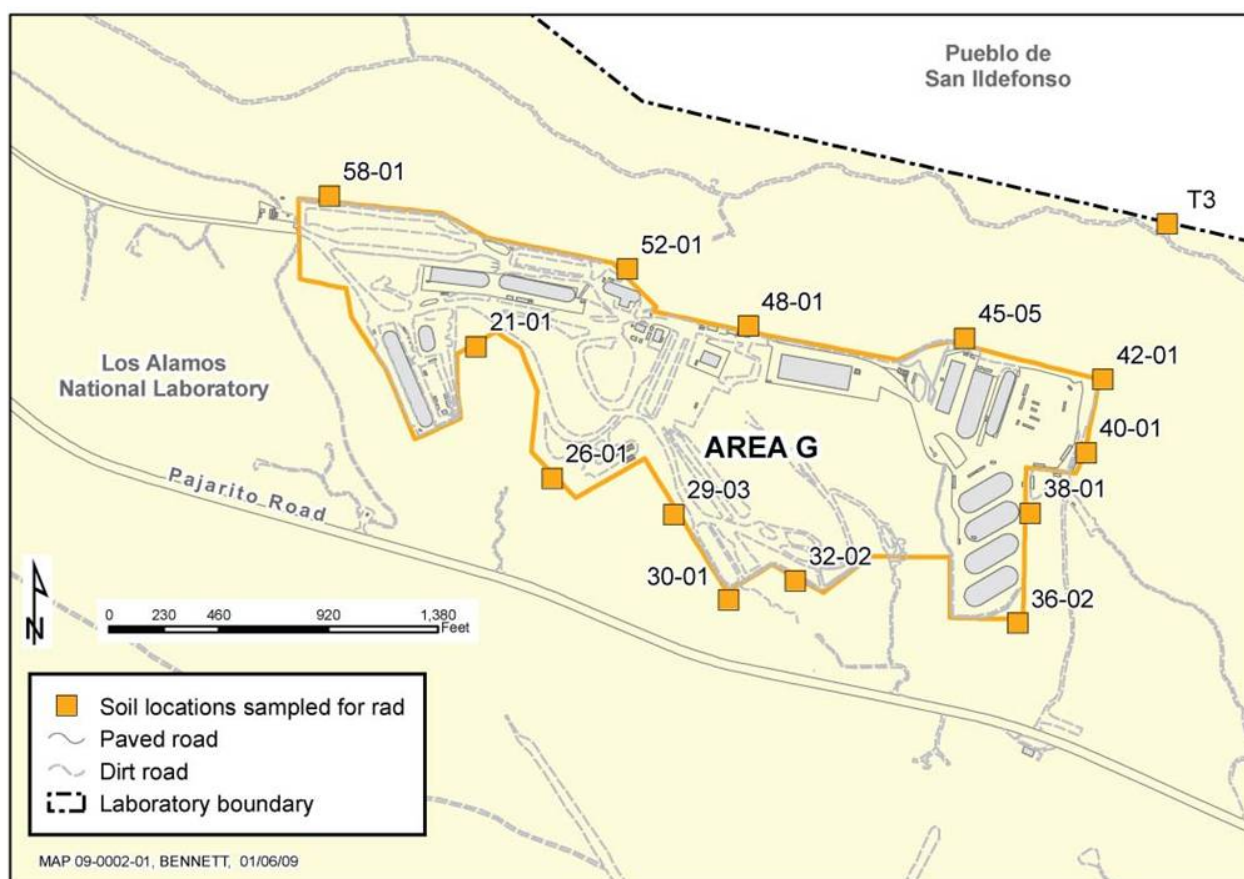 Pueblo de
San Ildefonso
58-01
T3
52-01
48-01
45-05
21-01
42-01
Los Alamos
National Laboratory
40-01
AREA G
26-01
Pajarito Road
38-01
29-03
32-02
30-01
36-02
N
0 230 460 920 1,380
Feet
Soil locations sampled for rad
Paved road
Dirt road
Laboratory boundary
MAP 09-0002-01, BENNETT, 01/06/09